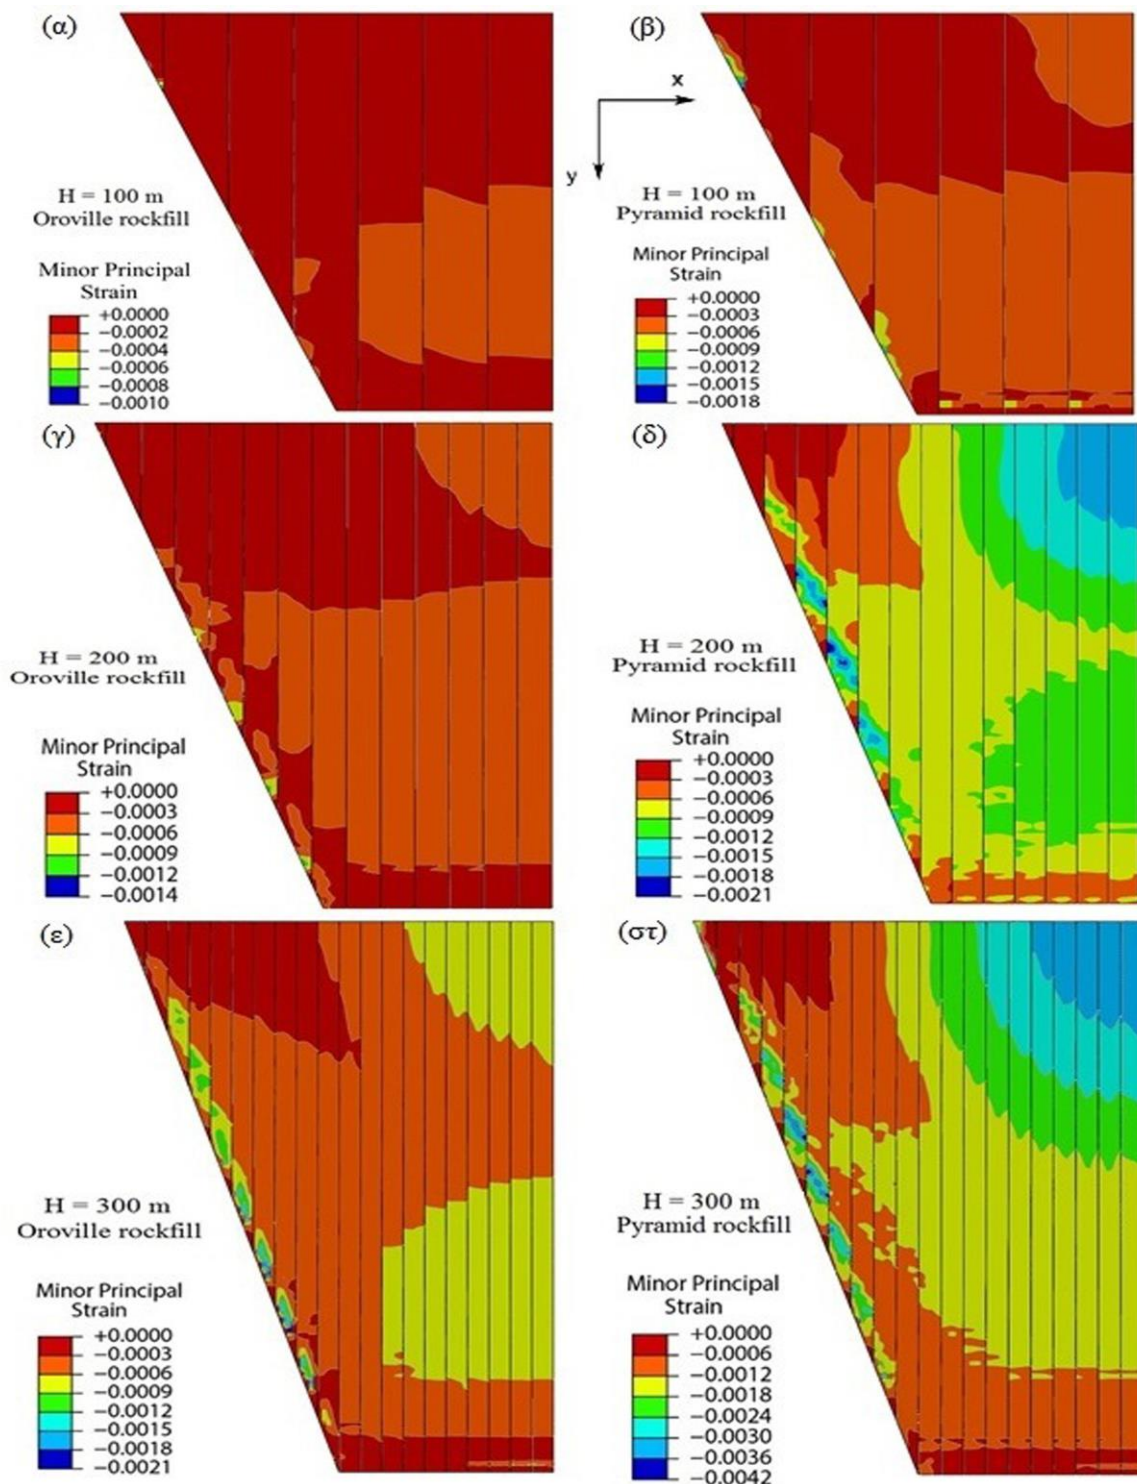 (α)
H = 100 m
Oroville rockfill
Minor Principal
Strain
+0.0000
−0.0002
−0.0004
−0.0006
−0.0008
−0.0010
(β)
x
y
H = 100 m
Pyramid rockfill
Minor Principal
Strain
+0.0000
−0.0003
−0.0006
−0.0009
−0.0012
−0.0015
−0.0018
(γ)
H = 200 m
Oroville rockfill
Minor Principal
Strain
+0.0000
−0.0003
−0.0006
−0.0009
−0.0012
−0.0014
(δ)
H = 200 m
Pyramid rockfill
Minor Principal
Strain
+0.0000
−0.0003
−0.0006
−0.0009
−0.0012
−0.0015
−0.0018
−0.0021
(ε)
H = 300 m
Oroville rockfill
Minor Principal
Strain
+0.0000
−0.0003
−0.0006
−0.0009
−0.0012
−0.0015
−0.0018
−0.0021
(στ)
H = 300 m
Pyramid rockfill
Minor Principal
Strain
+0.0000
−0.0006
−0.0012
−0.0018
−0.0024
−0.0030
−0.0036
−0.0042